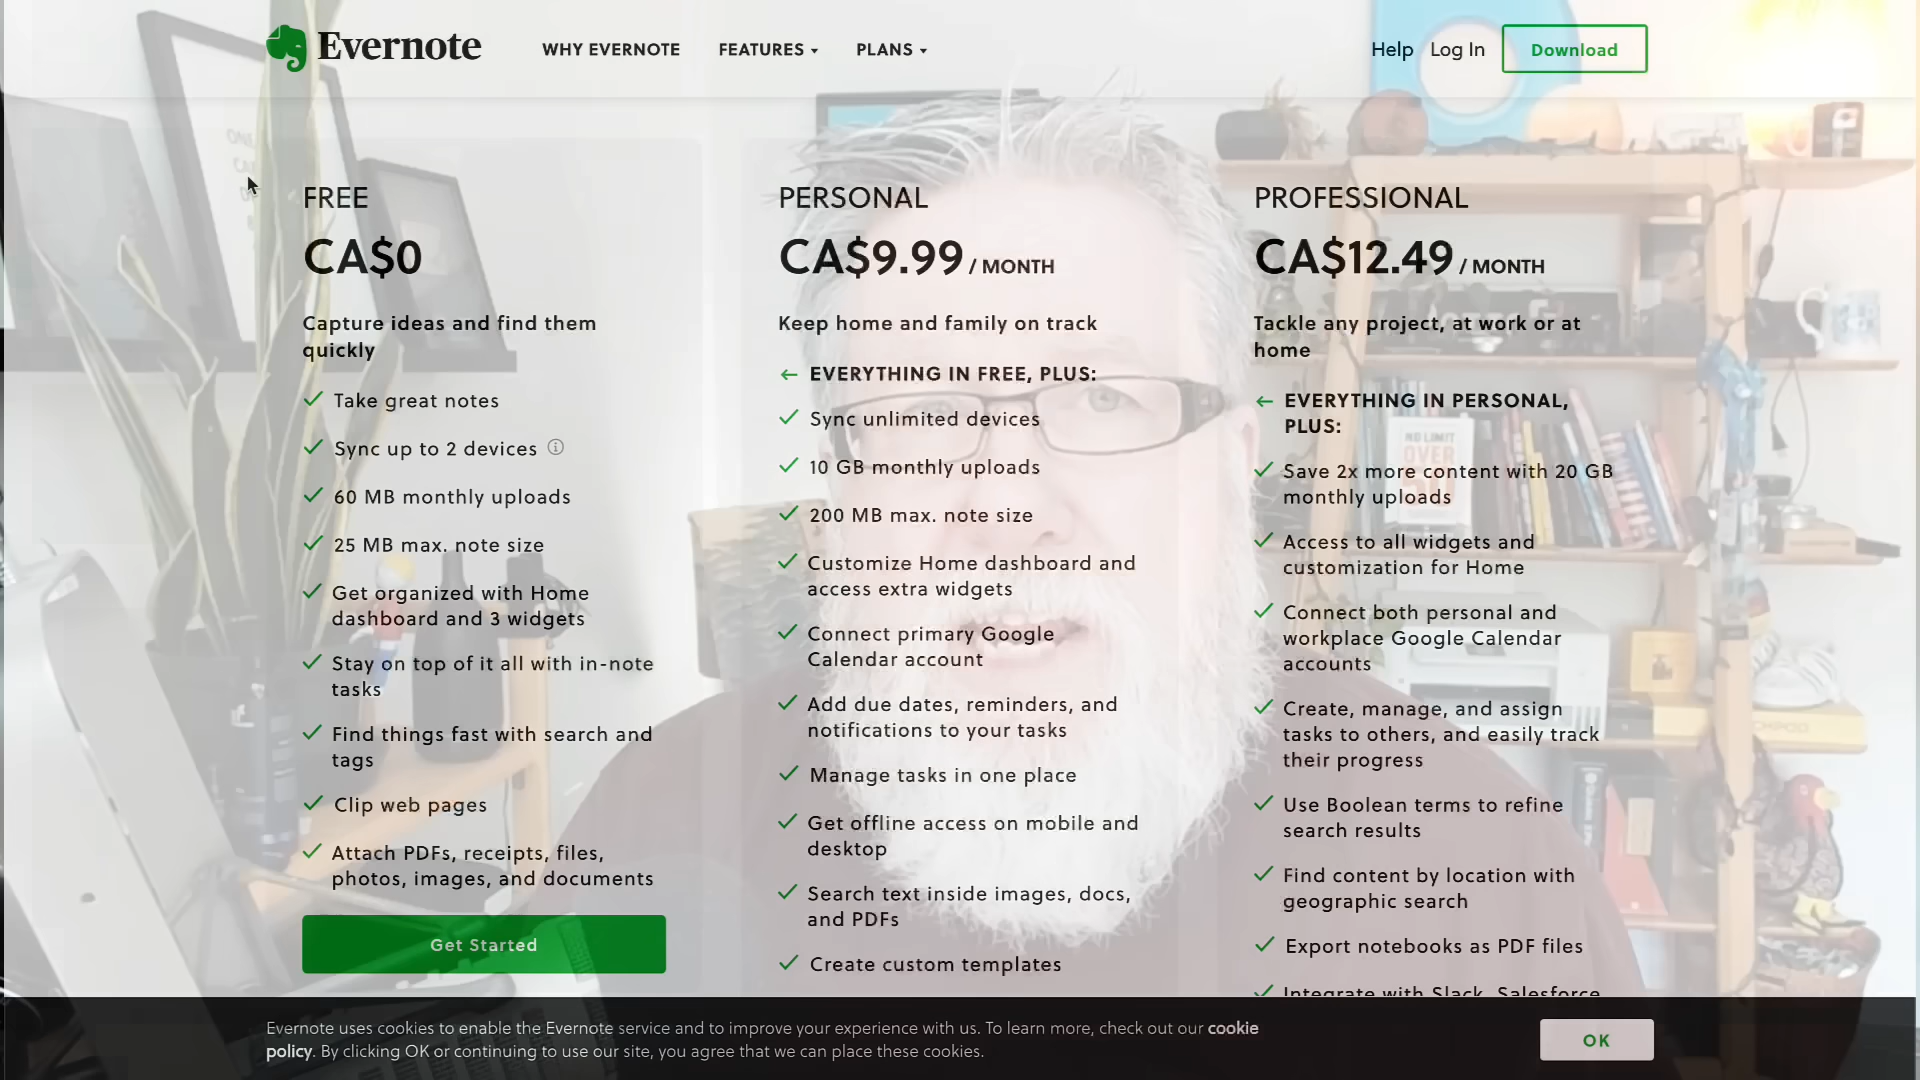 Evernote
WHY EVERNOTE
FEATURES
PLANS
Help
Log In
Download
FREE
CA$0
Capture ideas and find them
quickly
Take great notes
Sync up to 2 devices
60 MB monthly uploads
25 MB max. note size
Get organized with Home
dashboard and 3 widgets
Stay on top of it all with in-note
tasks
Find things fast with search and
tags
Clip web pages
Attach PDFs, receipts, files,
photos, images, and documents
Get Started
PERSONAL
CA$9.99 / MONTH
Keep home and family on track
EVERYTHING IN FREE, PLUS:
Sync unlimited devices
10 GB monthly uploads
200 MB max. note size
Customize Home dashboard and
access extra widgets
Connect primary Google
Calendar account
Add due dates, reminders, and
notifications to your tasks
Manage tasks in one place
Get offline access on mobile and
desktop
Search text inside images, docs,
and PDFs
Create custom templates
PROFESSIONAL
CA$12.49 / MONTH
Tackle any project, at work or at
home
EVERYTHING IN PERSONAL,
PLUS:
Save 2x more content with 20 GB
monthly uploads
Access to all widgets and
customization for Home
Connect both personal and
workplace Google Calendar
accounts
Create, manage, and assign
tasks to others, and easily track
their progress
Use Boolean terms to refine
search results
Find content by location with
geographic search
Export notebooks as PDF files
Integrate with Slack, Salesforce
NO LIMIT
OVER
Evernote uses cookies to enable the Evernote service and to improve your experience with us. To learn more, check out our cookie
policy. By clicking OK or continuing to use our site, you agree that we can place these cookies.
OK